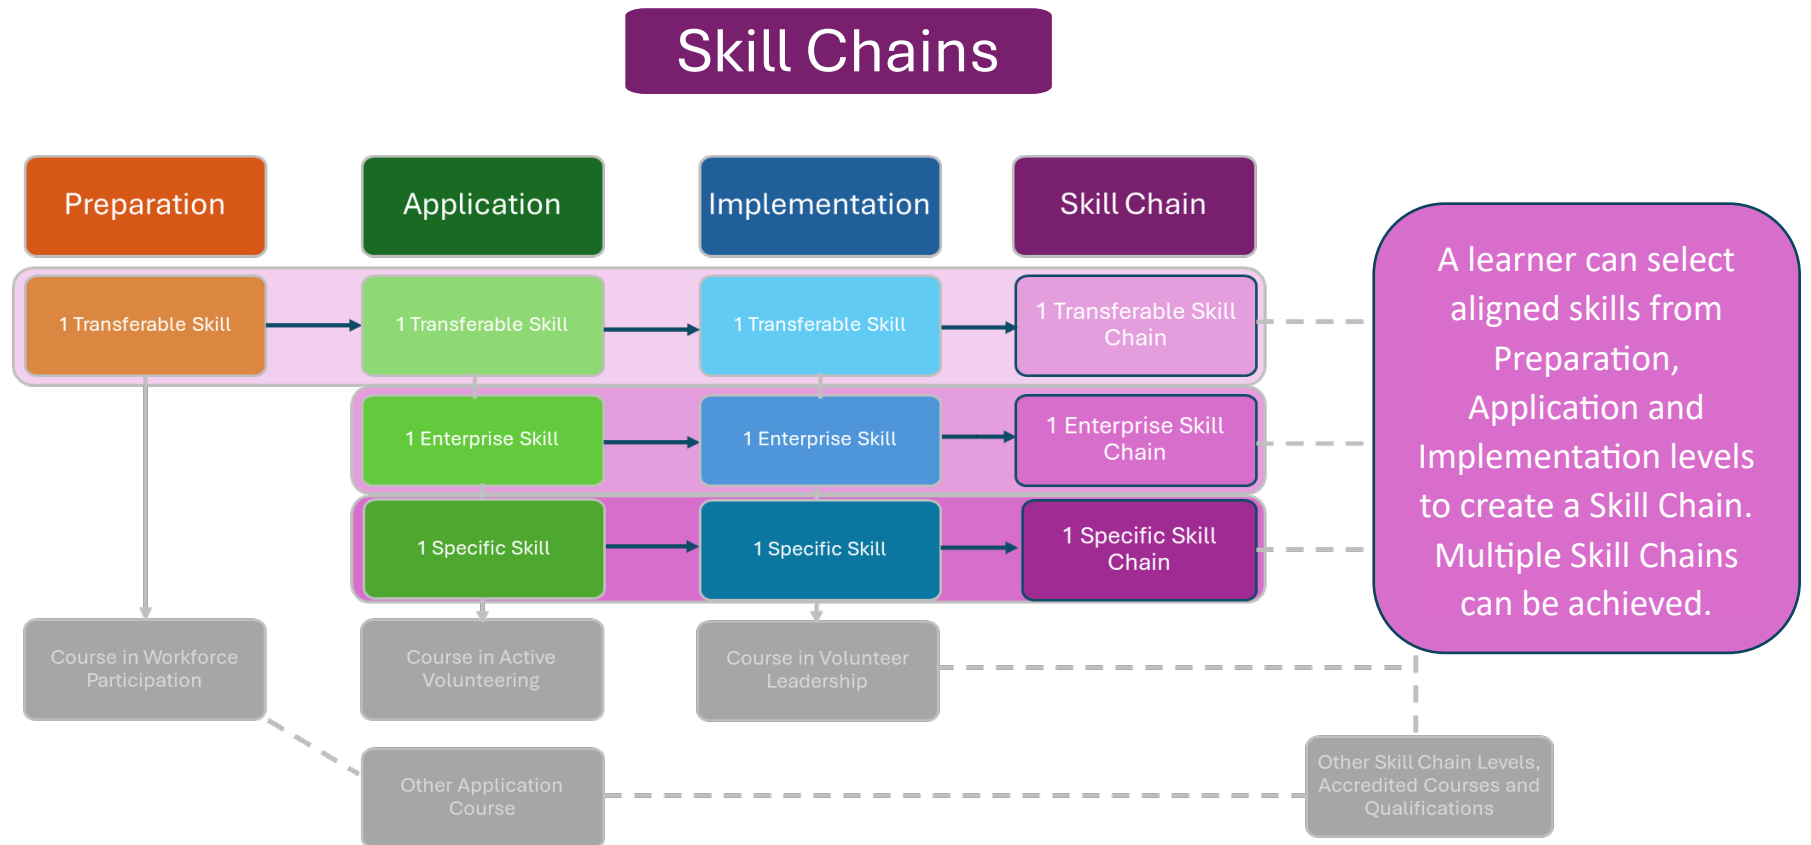 Skill Chains
Preparation
Application
Implementation
Skill Chain
1 Transferable Skill
1 Transferable Skill
1 Transferable Skill
1 Transferable Skill
Chain
1 Enterprise Skill
1 Enterprise Skill
1 Enterprise Skill
Chain
1 Specific Skill
1 Specific Skill
1 Specific Skill
Chain
A learner can select
aligned skills from
Preparation,
Application and
Implementation levels
to create a Skill Chain.
Multiple Skill Chains
can be achieved.
Course in Workforce
Participation
Course in Active
Volunteering
Course in Volunteer
Leadership
Other Application
Course
Other Skill Chain Levels,
Accredited Courses and
Qualifications